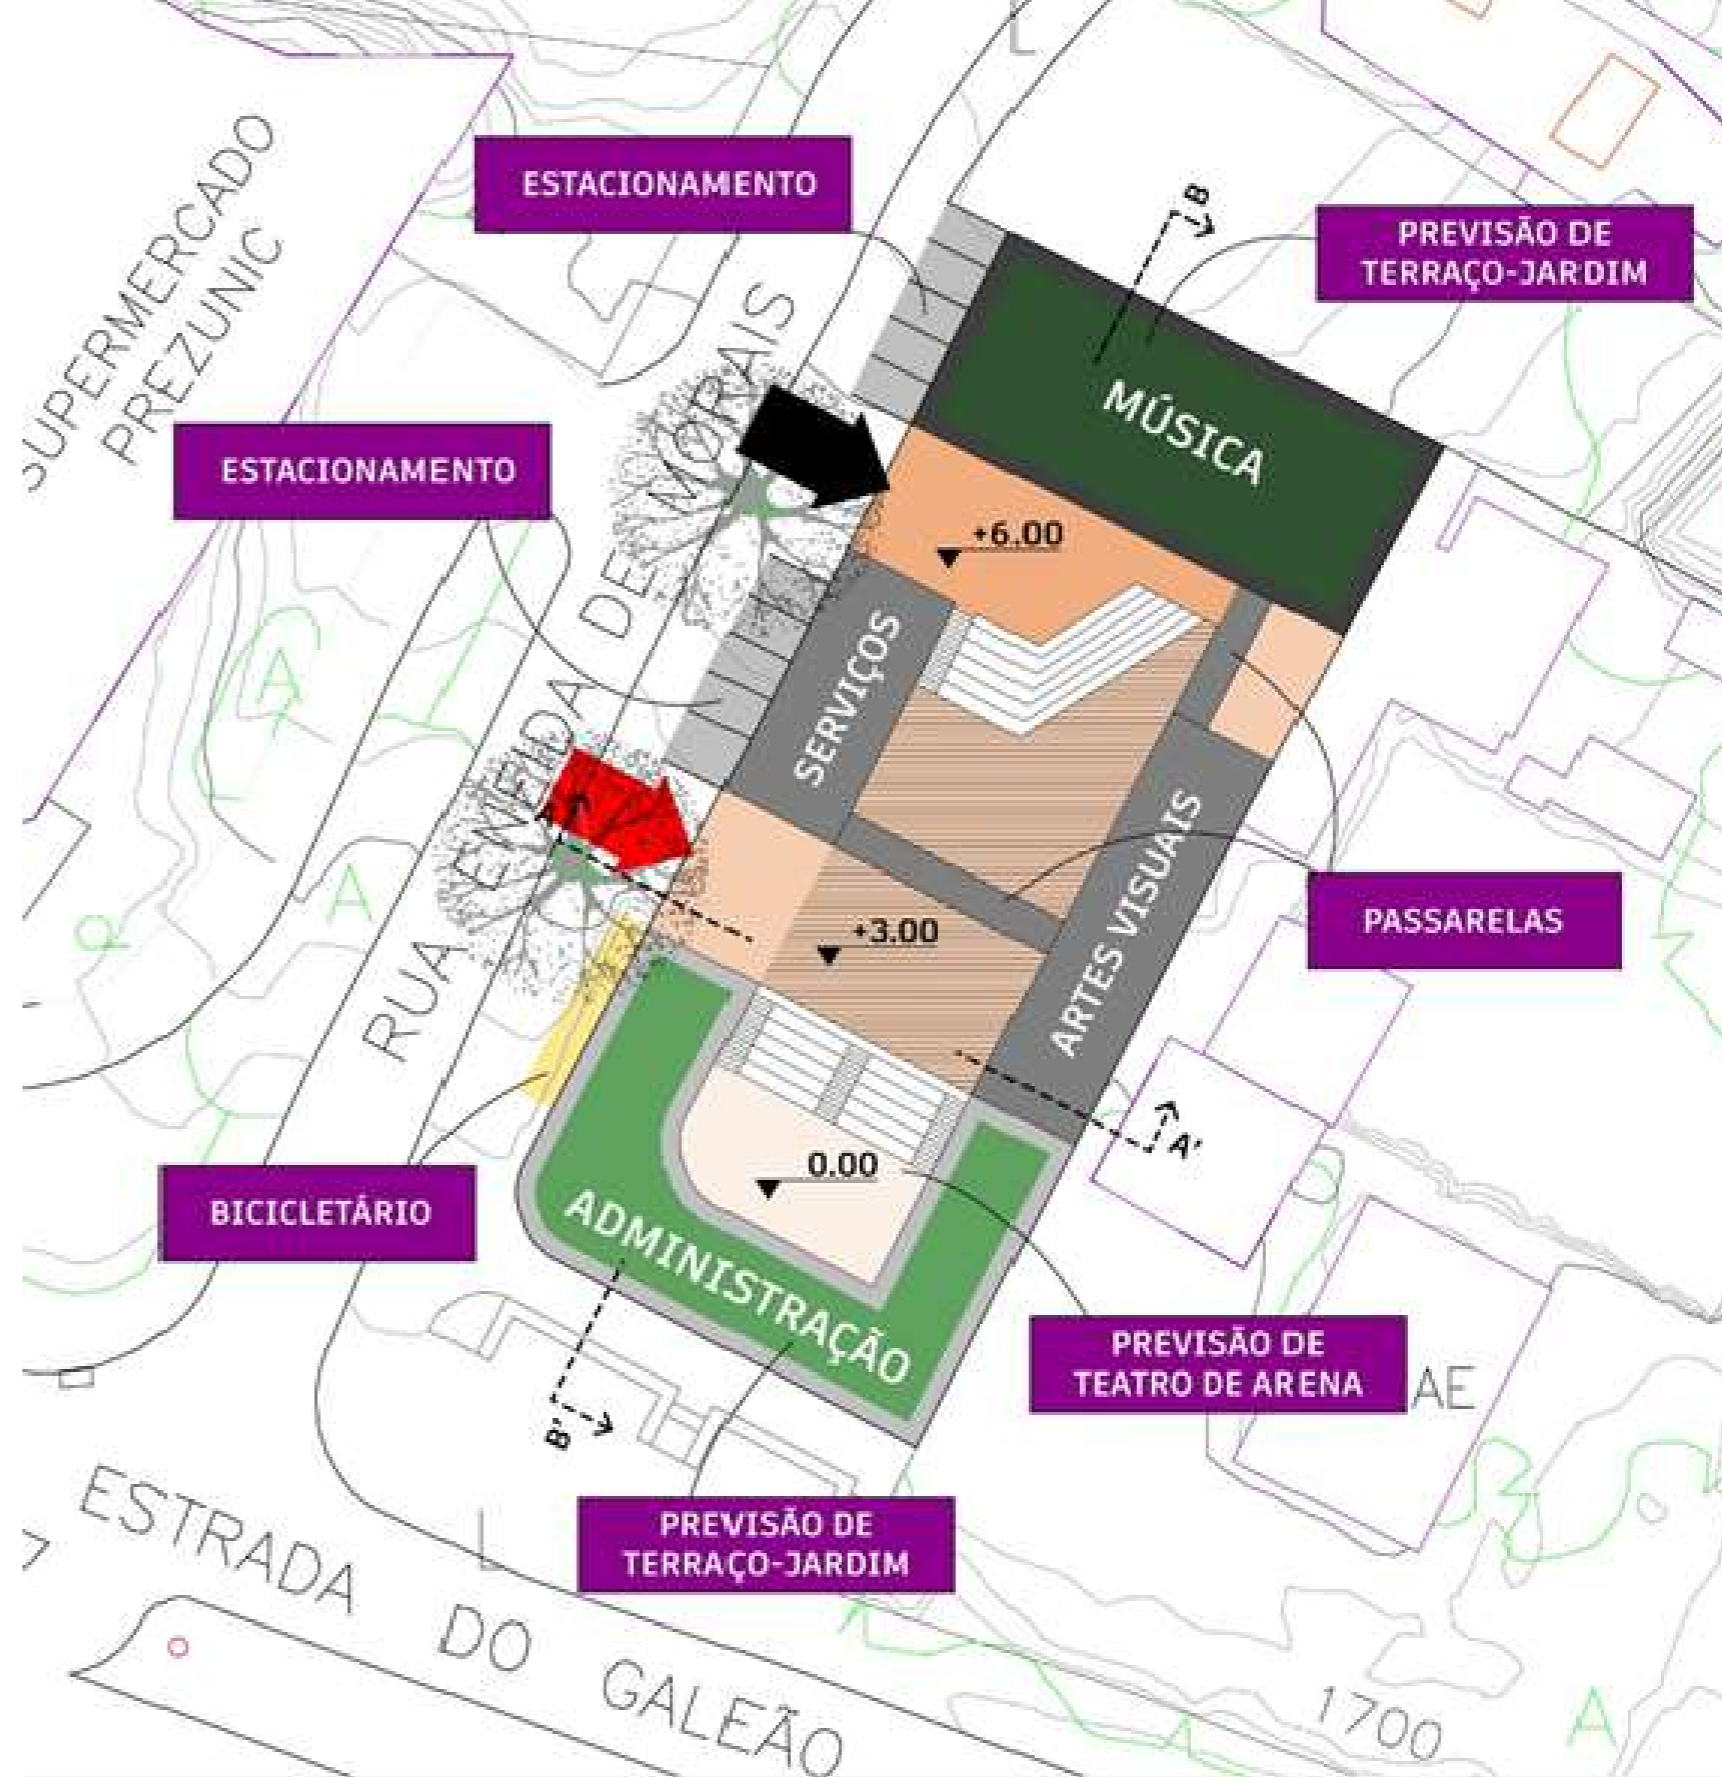 SUPERMERCADO
PREZUNIC
ESTACIONAMENTO
B
PREVISÃO DE
TERRAÇO-JARDIM
MÚSICA
ESTACIONAMENTO
+6.00
SERVIÇOS
RUA ENEIDA DE MORAIS
A
A
A
+3.00
ARTES VISUAIS
PASSARELAS
A'
0.00
BICICLETÁRIO
ADMINISTRAÇÃO
PREVISÃO DE
TEATRO DE ARENA
AE
B'
PREVISÃO DE
TERRAÇO-JARDIM
ESTRADA DO GALEÃO
1700
A
A